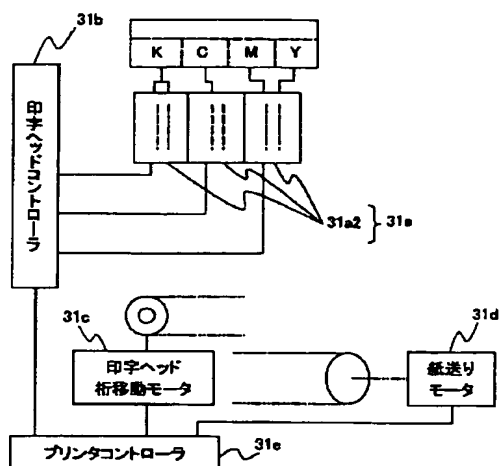 31b
K C M Y
印字ヘッドコントローラ
31a2
31a
31c
31d
印字ヘッド
桁移動モータ
紙送り
モータ
プリンタコントローラ
31e